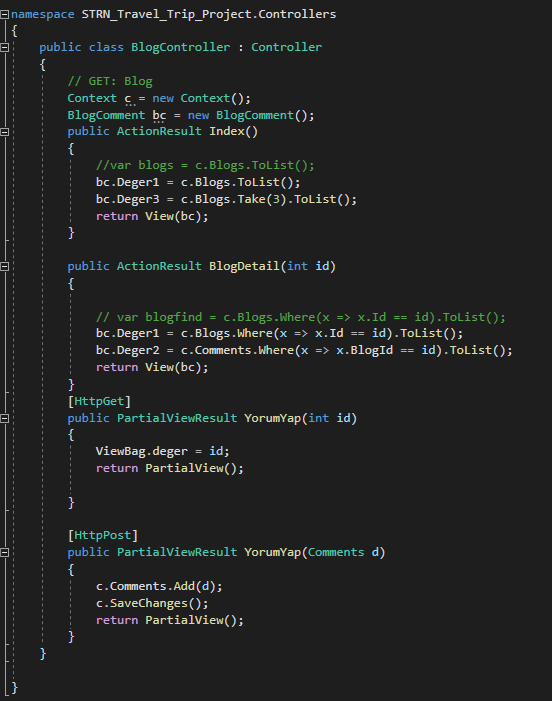 namespace STRN_Travel_Trip_Project.Controllers
{
public class BlogController : Controller
{
// GET: Blog
Context c = new Context();
BlogComment bc = new BlogComment();
public ActionResult Index()
{
//var blogs = c.Blogs.ToList();
bc.Deger1 = c.Blogs.ToList();
bc.Deger3 = c.Blogs.Take(3).ToList();
return View(bc);
}
public ActionResult BlogDetail(int id)
{
// var blogfind = c.Blogs.Where(x => x.Id == id).ToList();
bc.Deger1 = c.Blogs.Where(x => x.Id == id).ToList();
bc.Deger2 = c.Comments.Where(x => x.BlogId == id).ToList();
return View(bc);
}
[HttpGet]
public PartialViewResult YorumYap(int id)
{
ViewBag.deger = id;
return PartialView();
}
[HttpPost]
public PartialViewResult YorumYap(Comments d)
{
c.Comments.Add(d);
c.SaveChanges();
return PartialView();
}
}
}